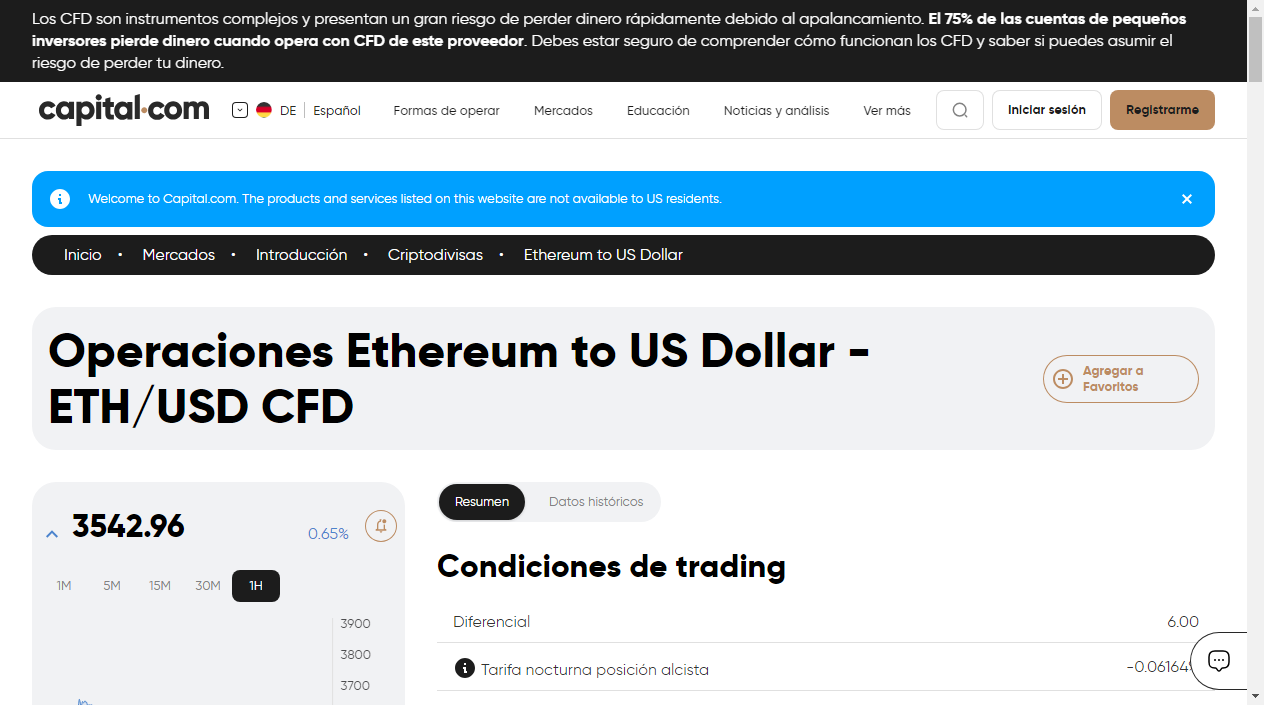 Los CFD son instrumentos complejos y presentan un gran riesgo de perder dinero rápidamente debido al apalancamiento. El 75% de las cuentas de pequeños
inversores pierde dinero cuando opera con CFD de este proveedor. Debes estar seguro de comprender cómo funcionan los CFD y saber si puedes asumir el
riesgo de perder tu dinero.
capital.com
DE Español
Formas de operar
Mercados
Educación
Noticias y análisis
Ver más
Iniciar sesión
Registrarme
Welcome to Capital.com. The products and services listed on this website are not available to US residents.
Inicio • Mercados • Introducción • Criptodivisas • Ethereum to US Dollar
Operaciones Ethereum to US Dollar -
ETH/USD CFD
Agregar a
Favoritos
3542.96
0.65%
1M 5M 15M 30M 1H
3900
3800
3700
Resumen
Datos históricos
Condiciones de trading
Diferencial 6.00
Tarifa nocturna posición alcista